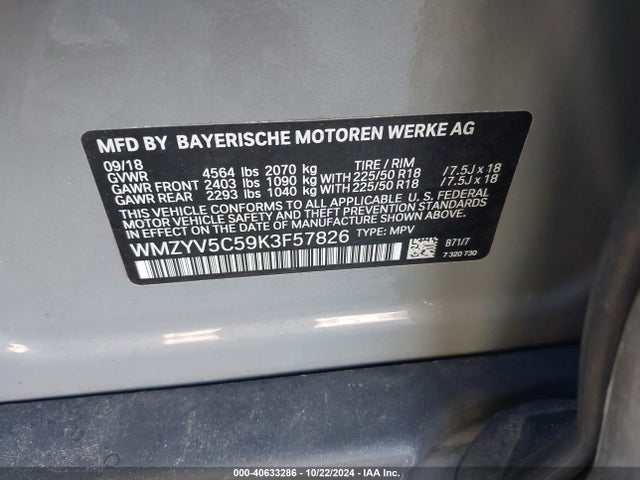 MFD BY BAYERISCHE MOTOREN WERKE AG
09/18 TIRE / RIM
GVWR 4564 lbs 2070 kg
GAWR FRONT 2403 lbs 1090 kg WITH 225/50 R18 / 7.5J x 18
GAWR REAR 2293 lbs 1040 kg WITH 225/50 R18 / 7.5J x 18
THIS VEHICLE CONFORMS TO ALL APPLICABLE U.S. FEDERAL
MOTOR VEHICLE SAFETY AND BUMPER STANDARDS
IN EFFECT ON THE DATE OF MANUFACTURE SHOWN ABOVE.
WMZYV5C59K3F57826 TYPE: MPV
B71/7
7 320 730
000-40633286 - 10/22/2024 - IAA Inc.